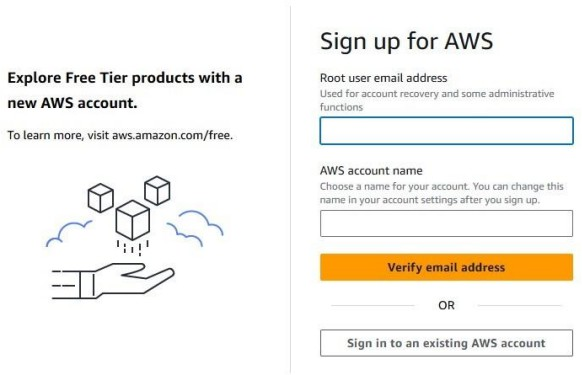 Explore Free Tier products with a
new AWS account.
To learn more, visit aws.amazon.com/free.
Sign up for AWS
Root user email address
Used for account recovery and some administrative
functions
AWS account name
Choose a name for your account. You can change this
name in your account settings after you sign up.
Verify email address
OR
Sign in to an existing AWS account